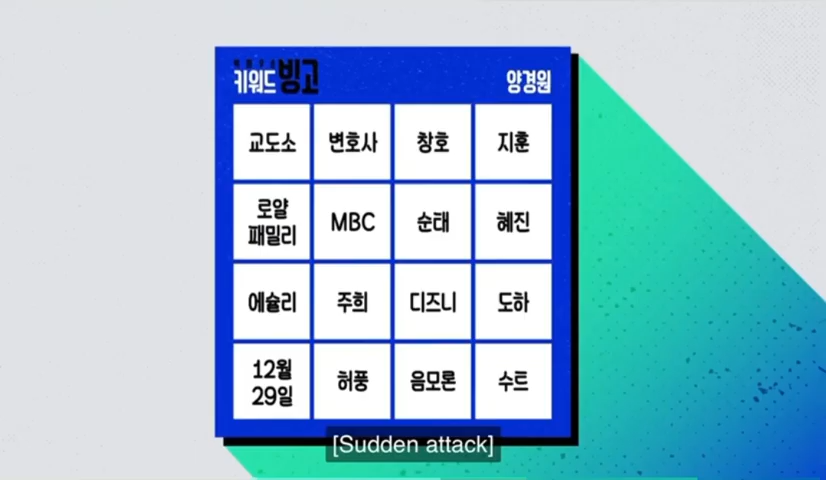 키워드 빙고
양경원
교도소 변호사 창호 지훈
로얄
패밀리 MBC 순태 혜진
에슐리 주희 디즈니 도하
12월
29일 허풍 음모론 수트
[Sudden attack]